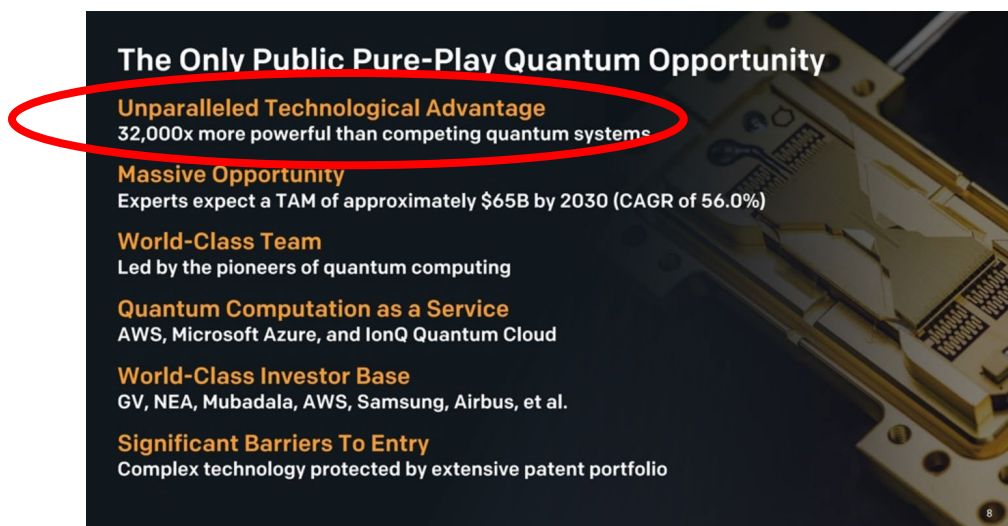 The Only Public Pure-Play Quantum Opportunity
Unparalleled Technological Advantage
32,000x more powerful than competing quantum systems
Massive Opportunity
Experts expect a TAM of approximately $65B by 2030 (CAGR of 56.0%)
World-Class Team
Led by the pioneers of quantum computing
Quantum Computation as a Service
AWS, Microsoft Azure, and IonQ Quantum Cloud
World-Class Investor Base
GV, NEA, Mubadala, AWS, Samsung, Airbus, et al.
Significant Barriers To Entry
Complex technology protected by extensive patent portfolio
8